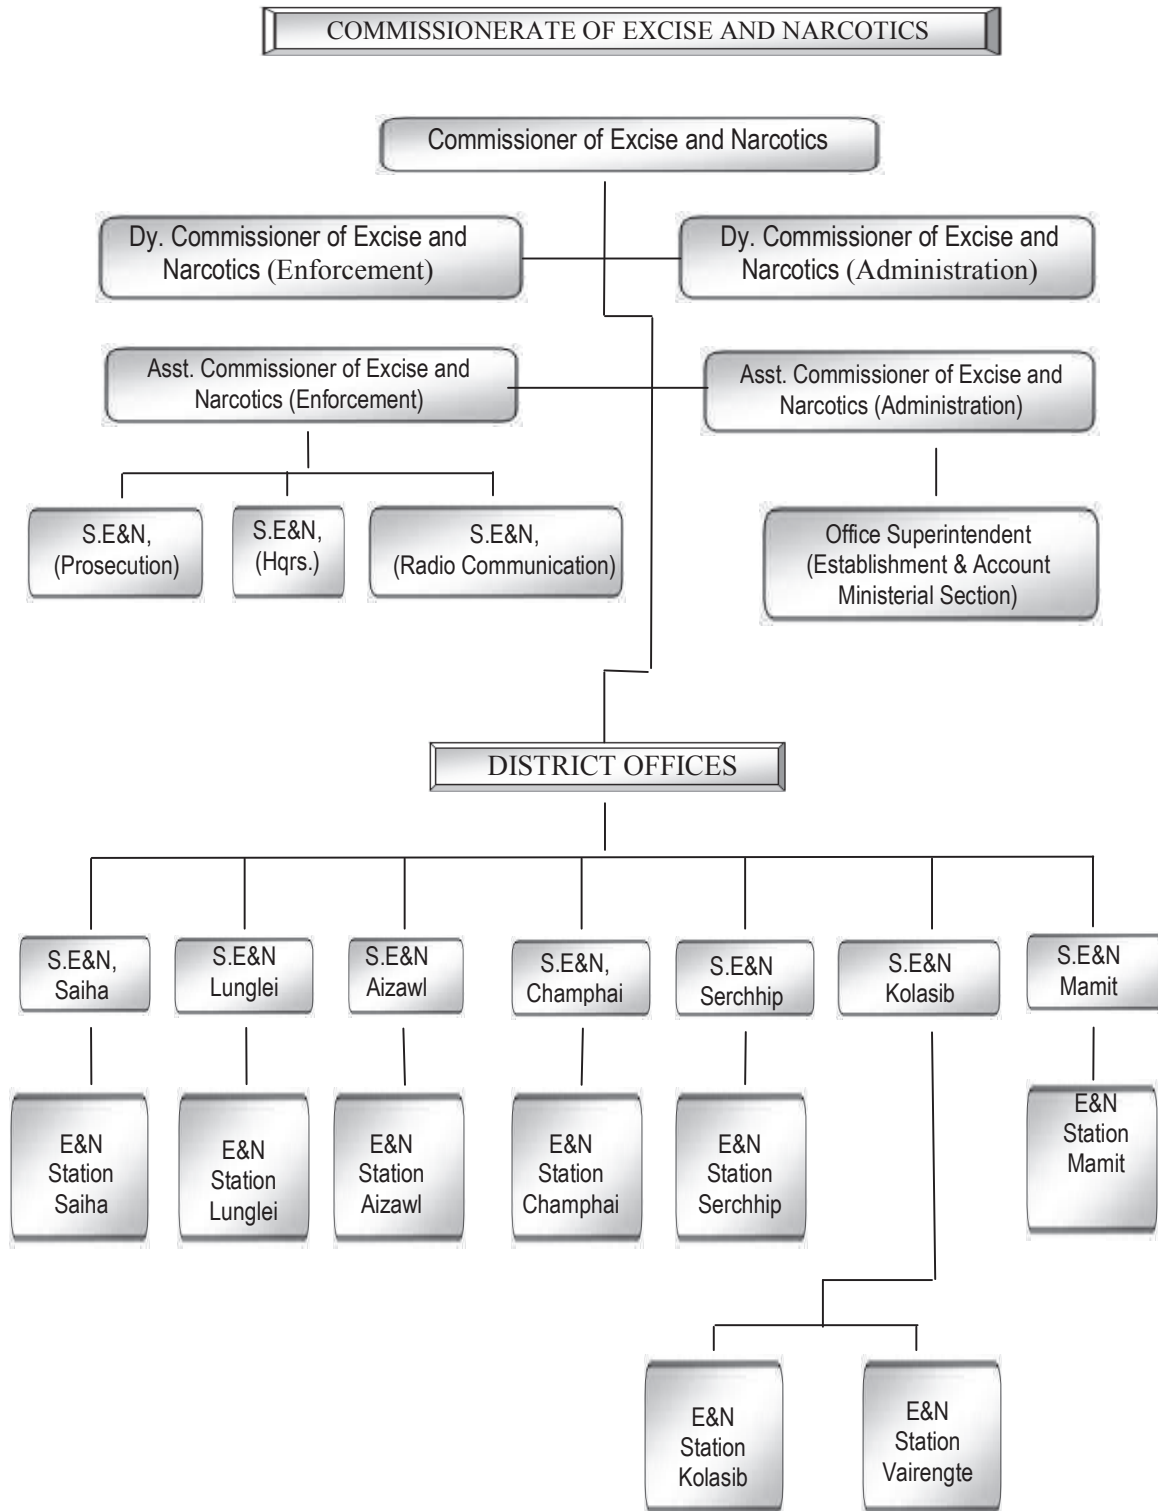 COMMISSIONERATE OF EXCISE AND NARCOTICS
Commissioner of Excise and Narcotics
Dy. Commissioner of Excise and
Narcotics (Enforcement)
Dy. Commissioner of Excise and
Narcotics (Administration)
Asst. Commissioner of Excise and
Narcotics (Enforcement)
Asst. Commissioner of Excise and
Narcotics (Administration)
S.E&N,
(Prosecution)
S.E&N,
(Hqrs.)
S.E&N,
(Radio Communication)
Office Superintendent
(Establishment & Account
Ministerial Section)
DISTRICT OFFICES
S.E&N,
Saiha
S.E&N
Lunglei
S.E&N
Aizawl
S.E&N,
Champhai
S.E&N
Serchhip
S.E&N
Kolasib
S.E&N
Mamit
E&N
Station
Saiha
E&N
Station
Lunglei
E&N
Station
Aizawl
E&N
Station
Champhai
E&N
Station
Serchhip
E&N
Station
Mamit
E&N
Station
Kolasib
E&N
Station
Vairengte